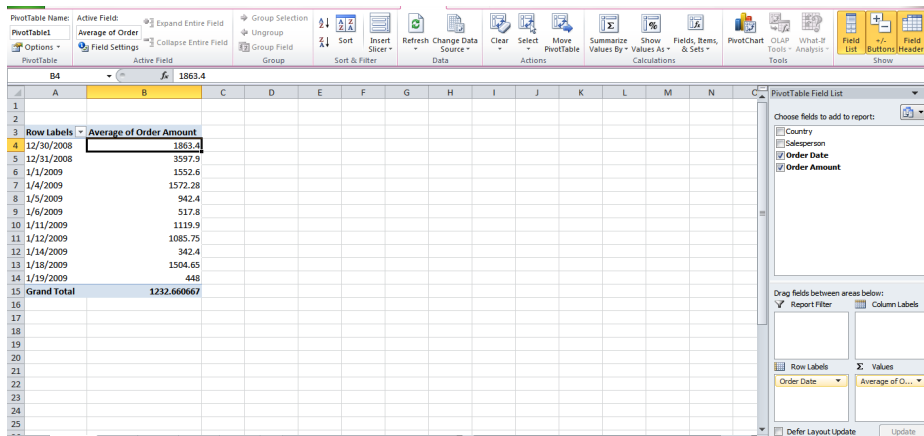 PivotTable Name: Active Field:
PivotTable1 Average of Order
Options Field Settings
Expand Entire Field
Collapse Entire Field
PivotTable Active Field
Group Selection
Ungroup
Group Field
Group
Sort Insert Slicer
Sort & Filter
Refresh Change Data Source
Data
Clear Select Move PivotTable
Actions
Summarize Values By Show Values As Fields, Items, & Sets
Calculations
PivotChart OLAP Tools What-If Analysis
Tools
Field List +/- Buttons Field Header
Show
B4 fx 1863.4
A B C D E F G H I J K L M N
1
2
3 Row Labels Average of Order Amount
4 12/30/2008 1863.4
5 12/31/2008 3597.9
6 1/1/2009 1552.6
7 1/4/2009 1572.28
8 1/5/2009 942.4
9 1/6/2009 517.8
10 1/11/2009 1119.9
11 1/12/2009 1085.75
12 1/14/2009 342.4
13 1/18/2009 1504.65
14 1/19/2009 448
15 Grand Total 1232.660667
16
17
18
19
20
21
22
23
24
25
PivotTable Field List
Choose fields to add to report:
Country
Salesperson
Order Date
Order Amount
Drag fields between areas below:
Report Filter Column Labels
Row Labels Σ Values
Order Date Average of O...
Defer Layout Update Update